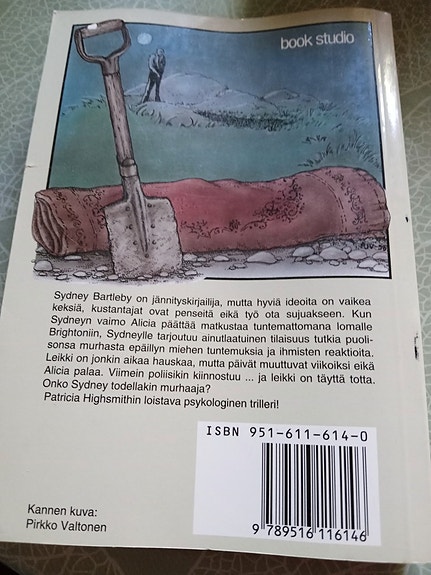 book studio
Sydney Bartleby on jännityskirjailija, mutta hyviä ideoita on vaikea
keksiä, kustantajat ovat penseitä eikä työ ota sujuakseen. Kun
Sydneyn vaimo Alicia päättää matkustaa tuntemattomana lomalle
Brightoniin, Sydneylle tarjoutuu ainutlaatuinen tilaisuus tutkia puoli-
sonsa murhasta epäillyn miehen tuntemuksia ja ihmisten reaktioita.
Leikki on jonkin aikaa hauskaa, mutta päivät muuttuvat viikoiksi eikä
Alicia palaa. Viimein poliisikin kiinnostuu ... ja leikki on täyttä totta.
Onko Sydney todellakin murhaaja?
Patricia Highsmithin loistava psykologinen trilleri!
ISBN 951-611-614-0
9 789516 116146
Kannen kuva:
Pirkko Valtonen